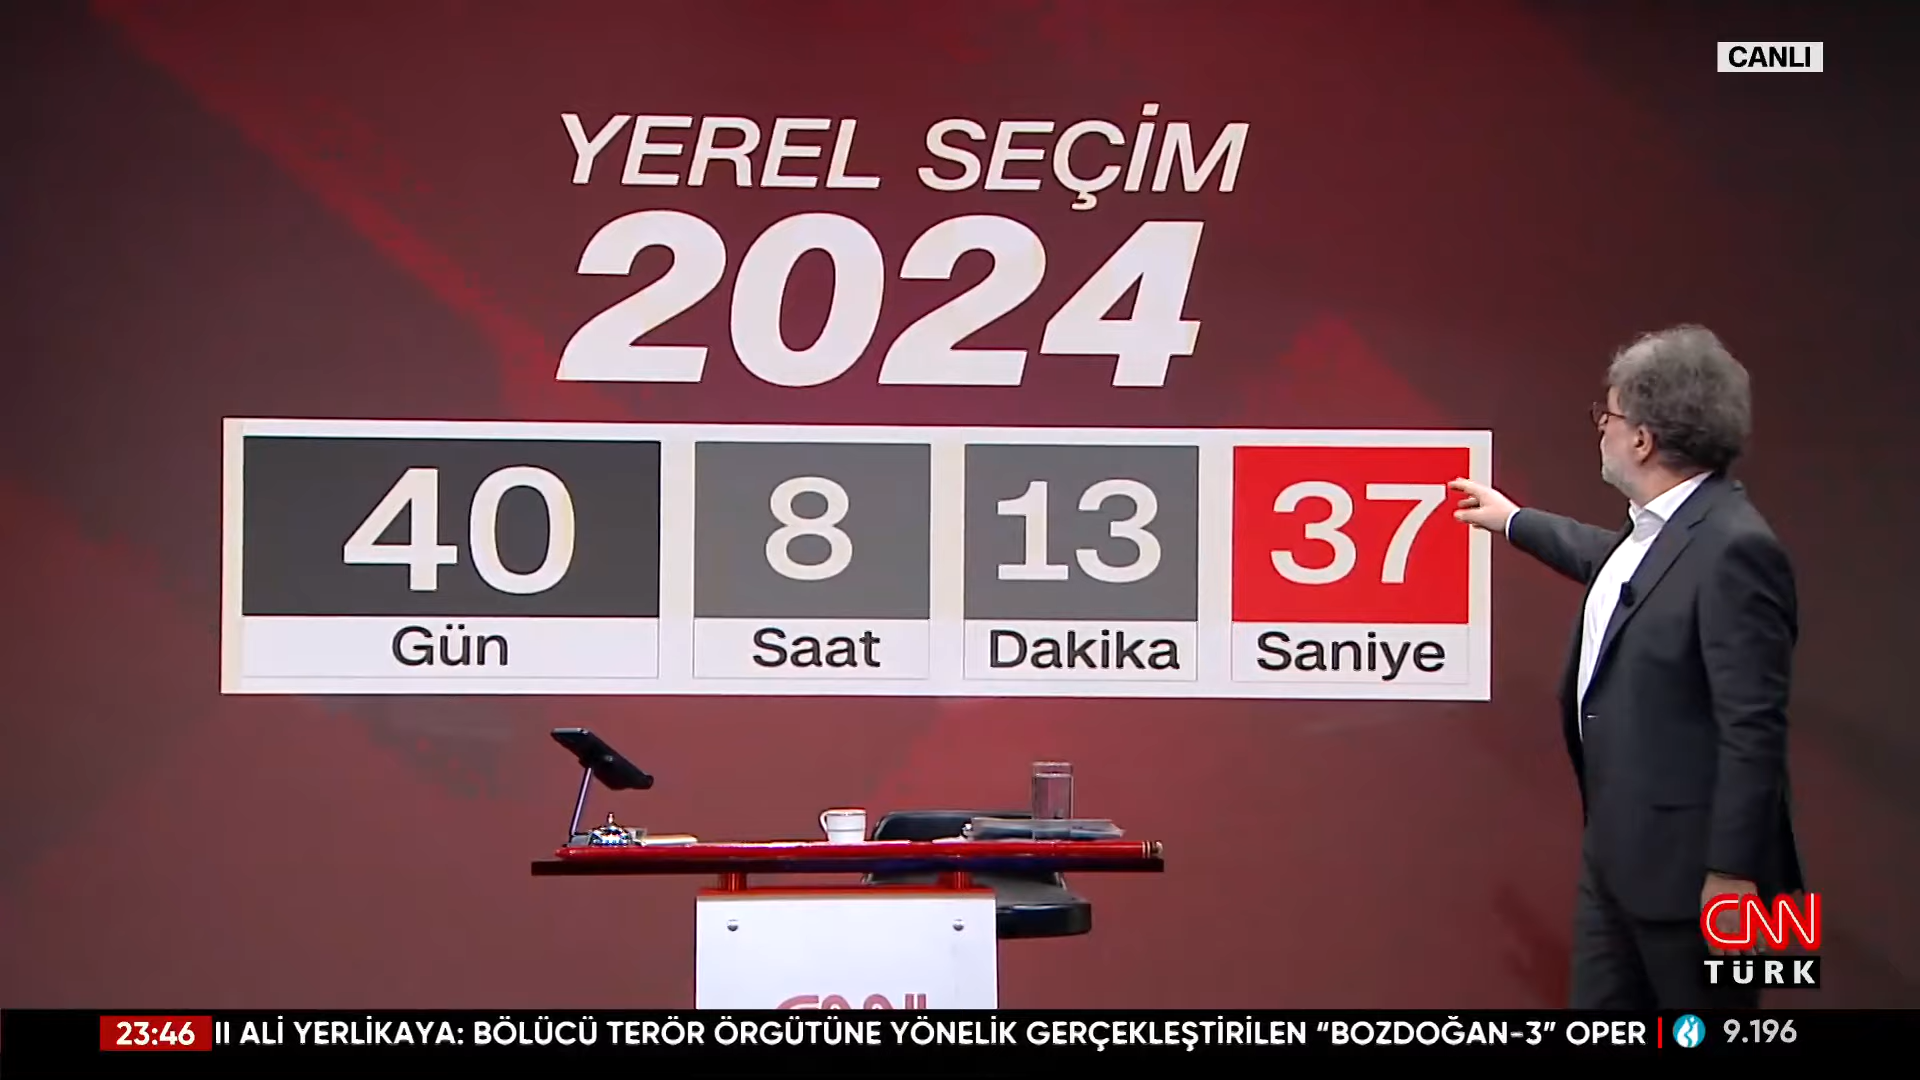 CANLI
YEREL SEÇİM
2024
40 8 13 37
Gün Saat Dakika Saniye
CNN
TÜRK
23:46 ALİ YERLİKAYA: BÖLÜCÜ TERÖR ÖRGÜTÜNE YÖNELİK GERÇEKLEŞTİRİLEN “BOZDOĞAN-3” OPER 9.196